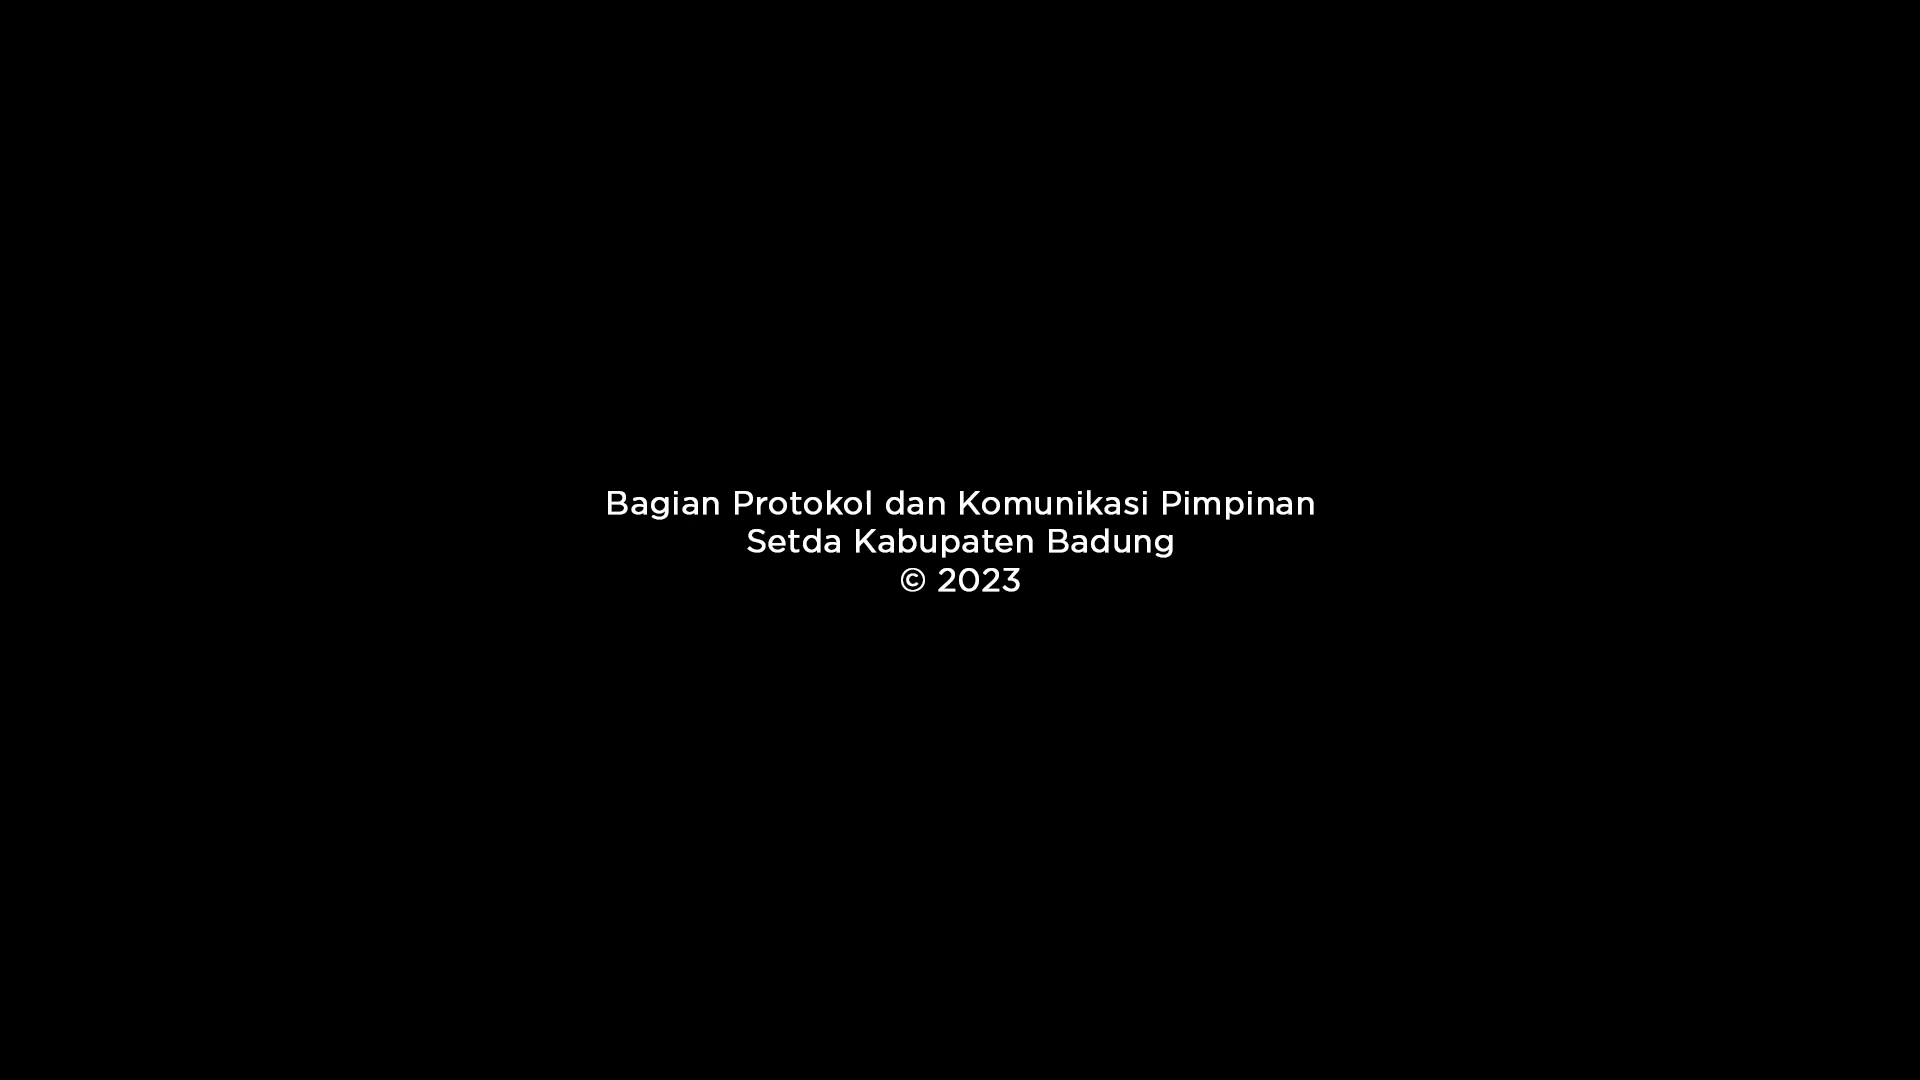 Bagian Protokol dan Komunikasi Pimpinan
Setda Kabupaten Badung
© 2023